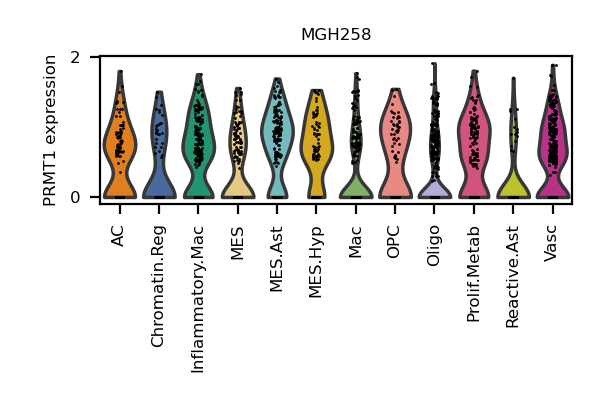 MGH258
PRMT1 expression
2
0
AC
Chromatin.Reg
Inflammatory.Mac
MES
MES.Ast
MES.Hyp
Mac
OPC
Oligo
Prolif.Metab
Reactive.Ast
Vasc